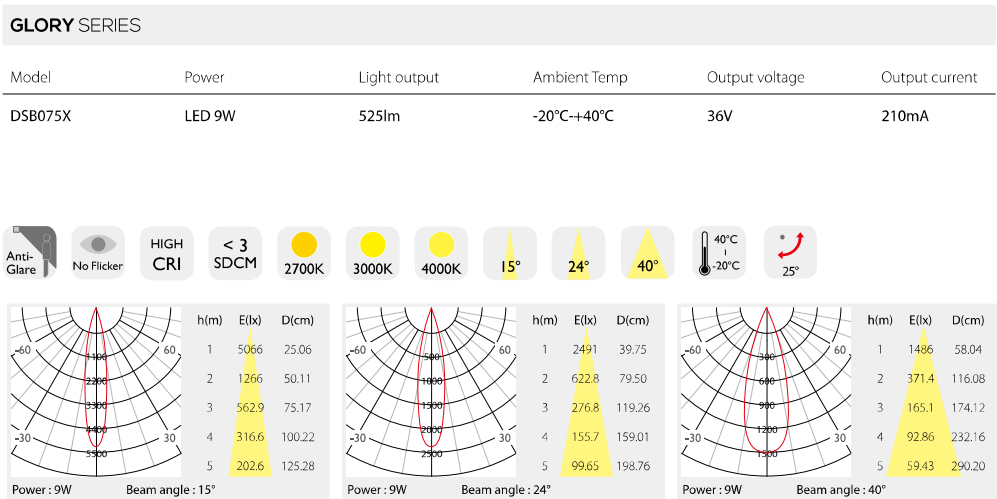 GLORY SERIES
Model Power Light output Ambient Temp Output voltage Output current
DSB075X LED 9W 525lm -20°C-+40°C 36V 210mA
Anti-
Glare
No Flicker
HIGH
CRI
< 3
SDCM
2700K
3000K
4000K
15°
24°
40°
40°C
-20°C
25°
h(m) E(lx) D(cm)
1 5066 25.06
2 1266 50.11
3 562.9 75.17
4 316.6 100.22
5 202.6 125.28
-60 60
-30 30
1100
2200
3300
4400
5500
Power : 9W Beam angle : 15°
h(m) E(lx) D(cm)
1 2491 39.75
2 622.8 79.50
3 276.8 119.26
4 155.7 159.01
5 99.65 198.76
-60 60
-30 30
500
1000
1500
2000
2500
Power : 9W Beam angle : 24°
h(m) E(lx) D(cm)
1 1486 58.04
2 371.4 116.08
3 165.1 174.12
4 92.86 232.16
5 59.43 290.20
-60 60
-30 30
300
600
900
1200
1500
Power : 9W Beam angle : 40°